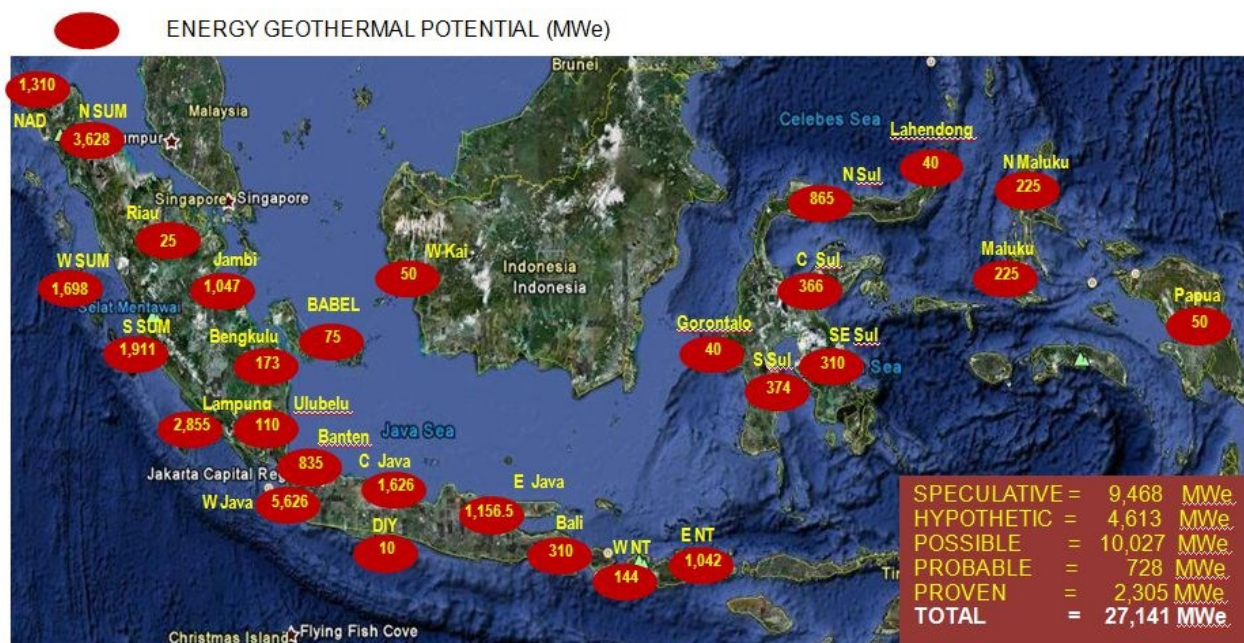 ENERGY GEOTHERMAL POTENTIAL (MWe)
Brunei
1,310
NAD
N SUM
3,628
Malaysia
umpur
Celebes Sea
Lahendong
40
N Maluku
225
N Sul
865
Singapore Singapore
Riau
25
W SUM
1,698
Jambi
1,047
W Kai
50
Indonesia
Indonesia
C Sul
366
Maluku
225
Papua
50
Selat Mentawai
S SUM
1,911
BABEL
75
Bengkulu
173
Gorontalo
40
SE Sul
310
Sea
S Sul
374
Lampung
2,855
Ulubelu
110
Java Sea
Banten
835
Jakarta Capital Reg
C Java
1,626
W Java
5,626
E Java
1,156.5
DIY
10
Bali
310
W NT
144
E NT
1,042
Tir
Christmas Island Flying Fish Cove
SPECULATIVE = 9,468 MWe
HYPOTHETIC = 4,613 MWe
POSSIBLE = 10,027 MWe
PROBABLE = 728 MWe
PROVEN = 2,305 MWe
TOTAL = 27,141 MWe